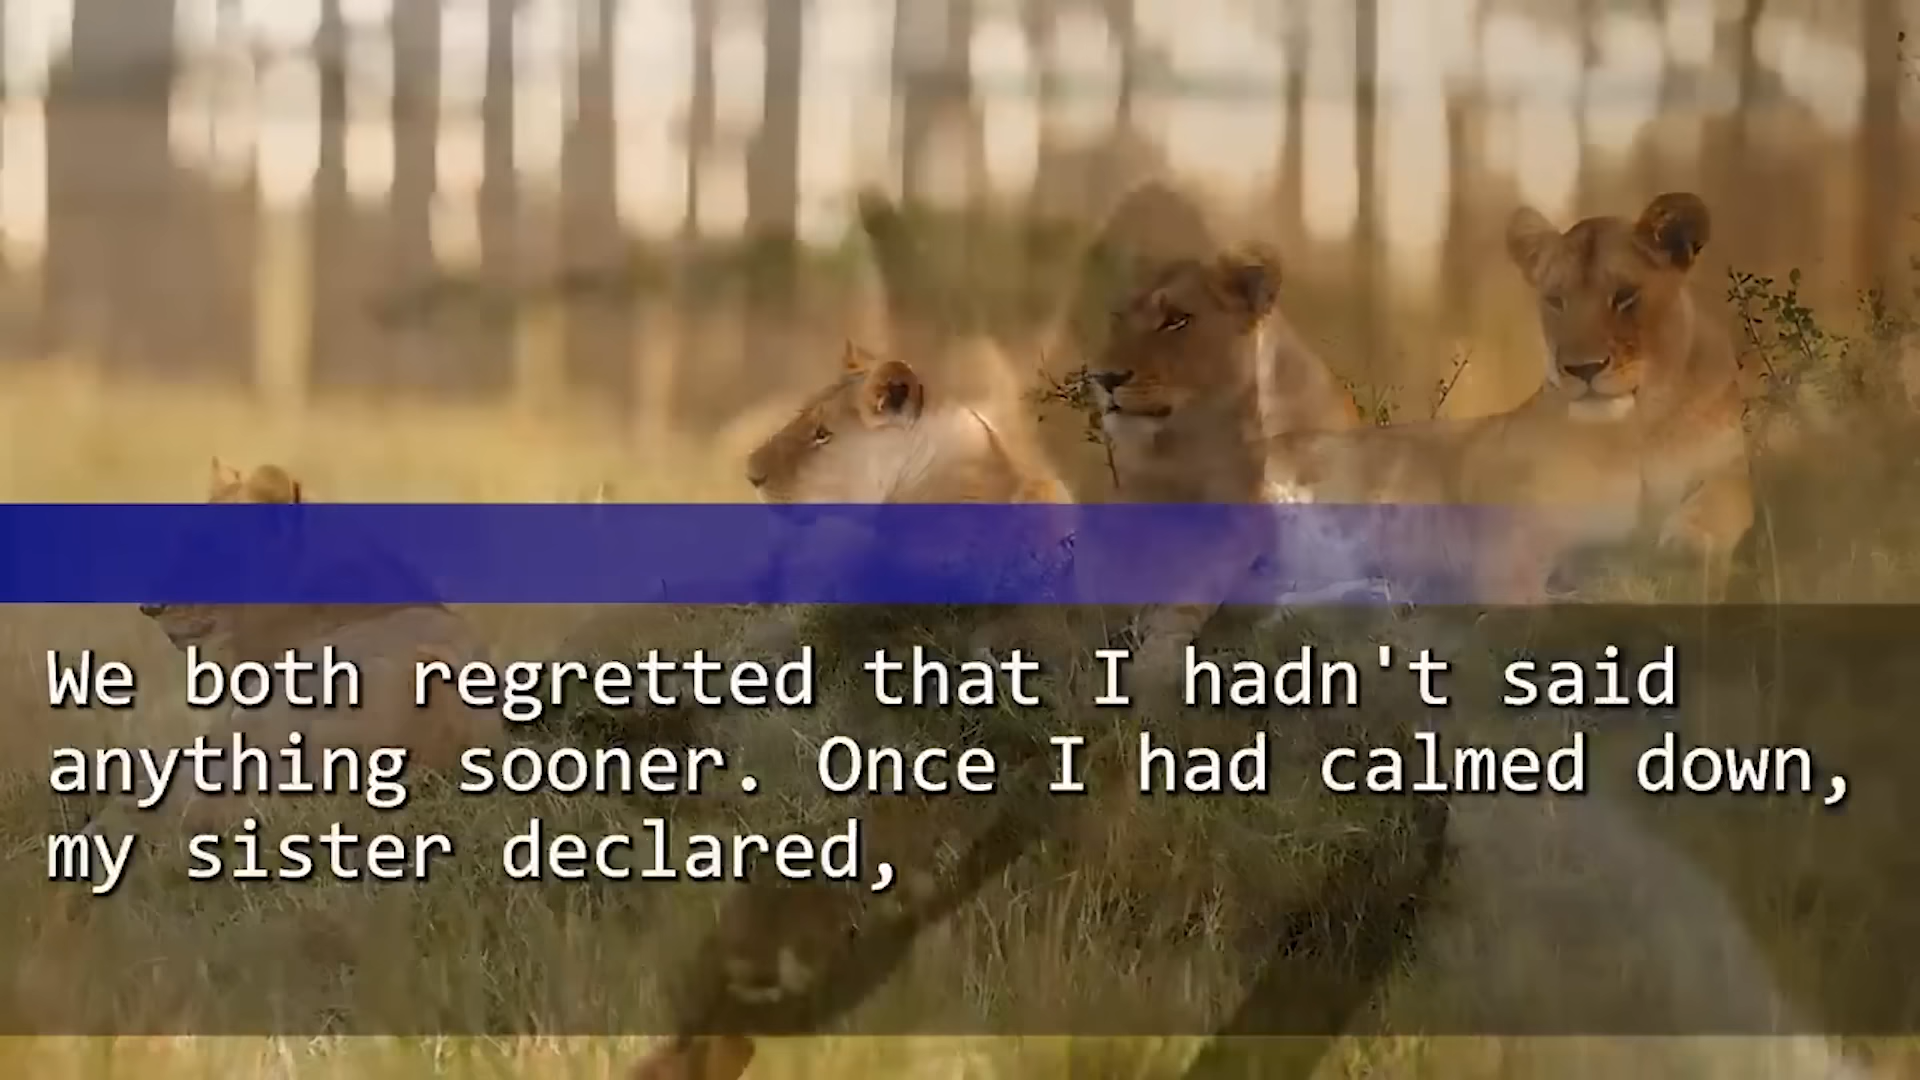 We both regretted that I hadn't said
anything sooner. Once I had calmed down,
my sister declared,